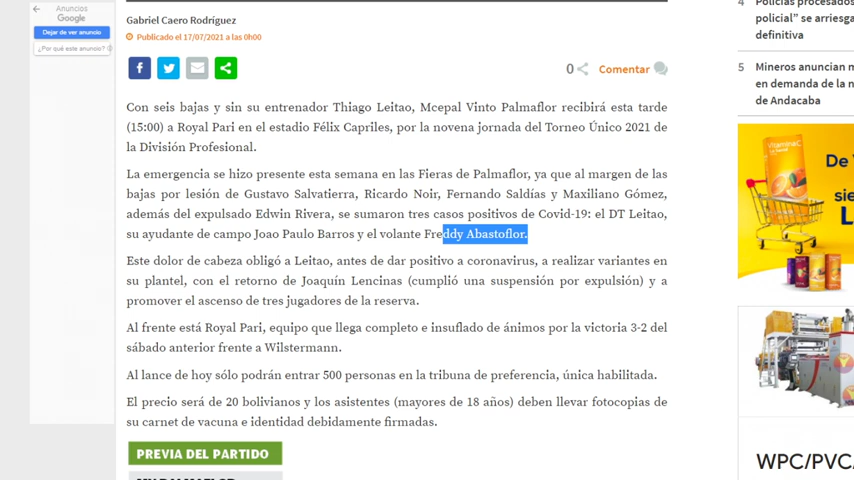 Anuncios
Google
Dejar de ver anuncio
¿Por qué este anuncio?
Gabriel Caero Rodríguez
Publicado el 17/07/2021 a las 0h00
0
Comentar
Con seis bajas y sin su entrenador Thiago Leitao, Mcepal Vinto Palmaflor recibirá esta tarde
(15:00) a Royal Pari en el estadio Félix Capriles, por la novena jornada del Torneo Único 2021 de
la División Profesional.
La emergencia se hizo presente esta semana en las Fieras de Palmaflor, ya que al margen de las
bajas por lesión de Gustavo Salvatierra, Ricardo Noir, Fernando Saldías y Maxiliano Gómez,
además del expulsado Edwin Rivera, se sumaron tres casos positivos de Covid-19: el DT Leitao,
su ayudante de campo Joao Paulo Barros y el volante Freddy Abastoflor.
Este dolor de cabeza obligó a Leitao, antes de dar positivo a coronavirus, a realizar variantes en
su plantel, con el retorno de Joaquín Lencinas (cumplió una suspensión por expulsión) y a
promover el ascenso de tres jugadores de la reserva.
Al frente está Royal Pari, equipo que llega completo e insuflado de ánimos por la victoria 3-2 del
sábado anterior frente a Wilstermann.
Al lance de hoy sólo podrán entrar 500 personas en la tribuna de preferencia, única habilitada.
El precio será de 20 bolivianos y los asistentes (mayores de 18 años) deben llevar fotocopias de
su carnet de vacuna e identidad debidamente firmadas.
PREVIA DEL PARTIDO
4 Policías procesados
policial" se arriesga
definitiva
5 Mineros anuncian m
en demanda de la n
de Andacaba
VitaminaC
De
sie
Le
WPC/PVC/